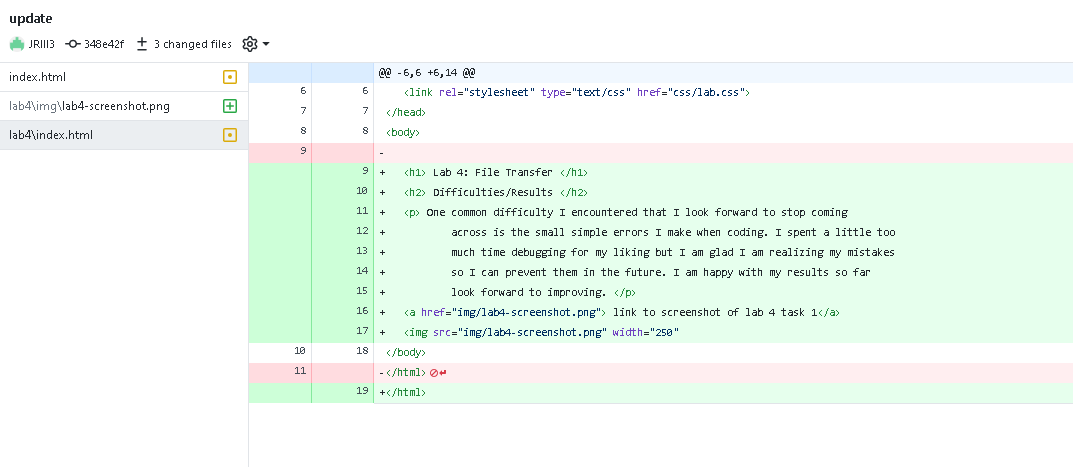 update
JRIII3 348e42f 3 changed files
index.html
lab4\img\lab4-screenshot.png
lab4\index.html
@@ -6,6 +6,14 @@
6 6 <link rel="stylesheet" type="text/css" href="css/lab.css">
7 7 </head>
8 8 <body>
9 -
9 + <h1> Lab 4: File Transfer </h1>
10 + <h2> Difficulties/Results </h2>
11 + <p> One common difficulty I encountered that I look forward to stop coming
12 + across is the small simple errors I make when coding. I spent a little too
13 + much time debugging for my liking but I am glad I am realizing my mistakes
14 + so I can prevent them in the future. I am happy with my results so far
15 + look forward to improving. </p>
16 + <a href="img/lab4-screenshot.png"> link to screenshot of lab 4 task 1</a>
17 + <img src="img/lab4-screenshot.png" width="250"
10 18 </body>
11 -</html>
19 +</html>